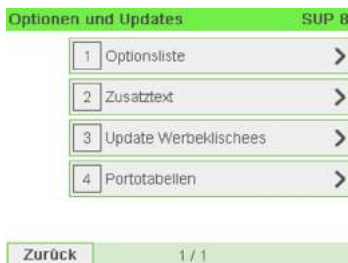 Optionen und Updates SUP 8
1 Optionsliste
2 Zusatztext
3 Update Werbeklischees
4 Portotabellen
Zurück 1 / 1